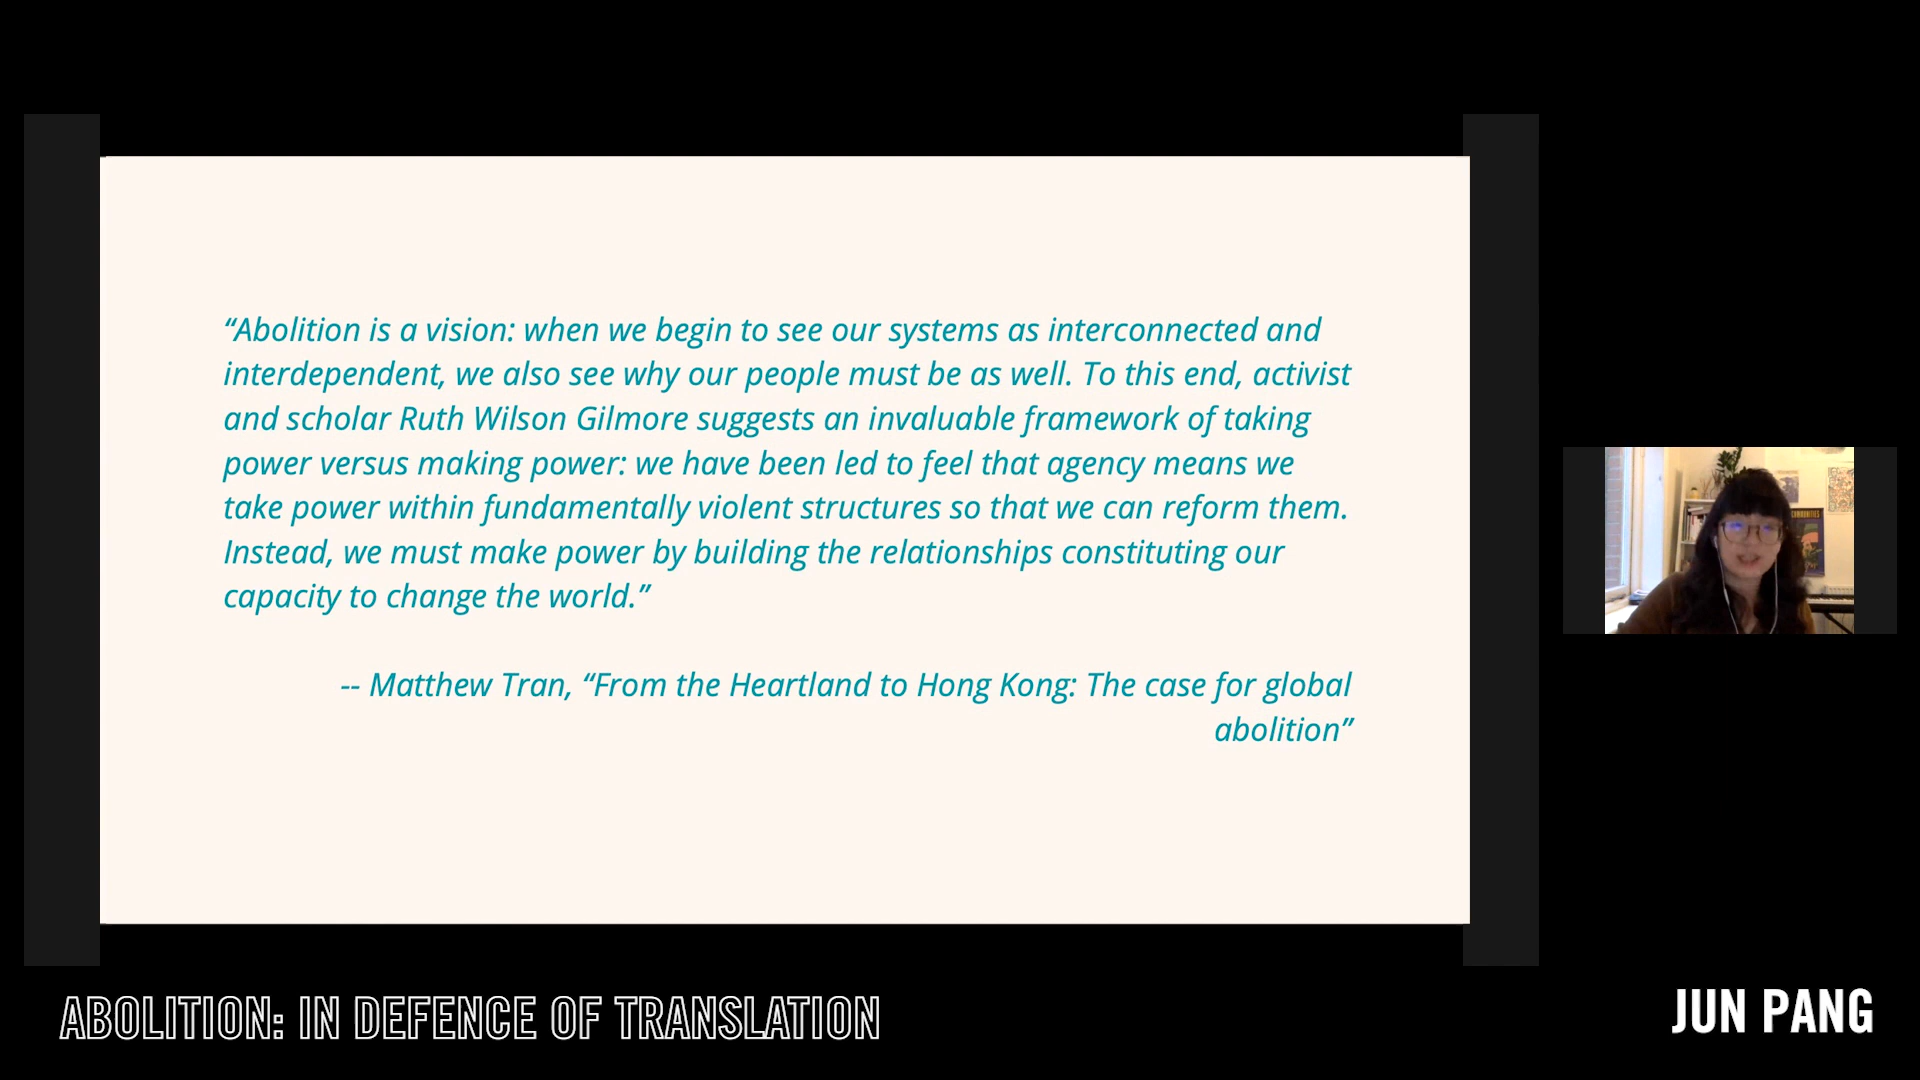 “Abolition is a vision: when we begin to see our systems as interconnected and
interdependent, we also see why our people must be as well. To this end, activist
and scholar Ruth Wilson Gilmore suggests an invaluable framework of taking
power versus making power: we have been led to feel that agency means we
take power within fundamentally violent structures so that we can reform them.
Instead, we must make power by building the relationships constituting our
capacity to change the world.”
-- Matthew Tran, “From the Heartland to Hong Kong: The case for global
abolition”
ABOLITION: IN DEFENCE OF TRANSLATION
JUN PANG